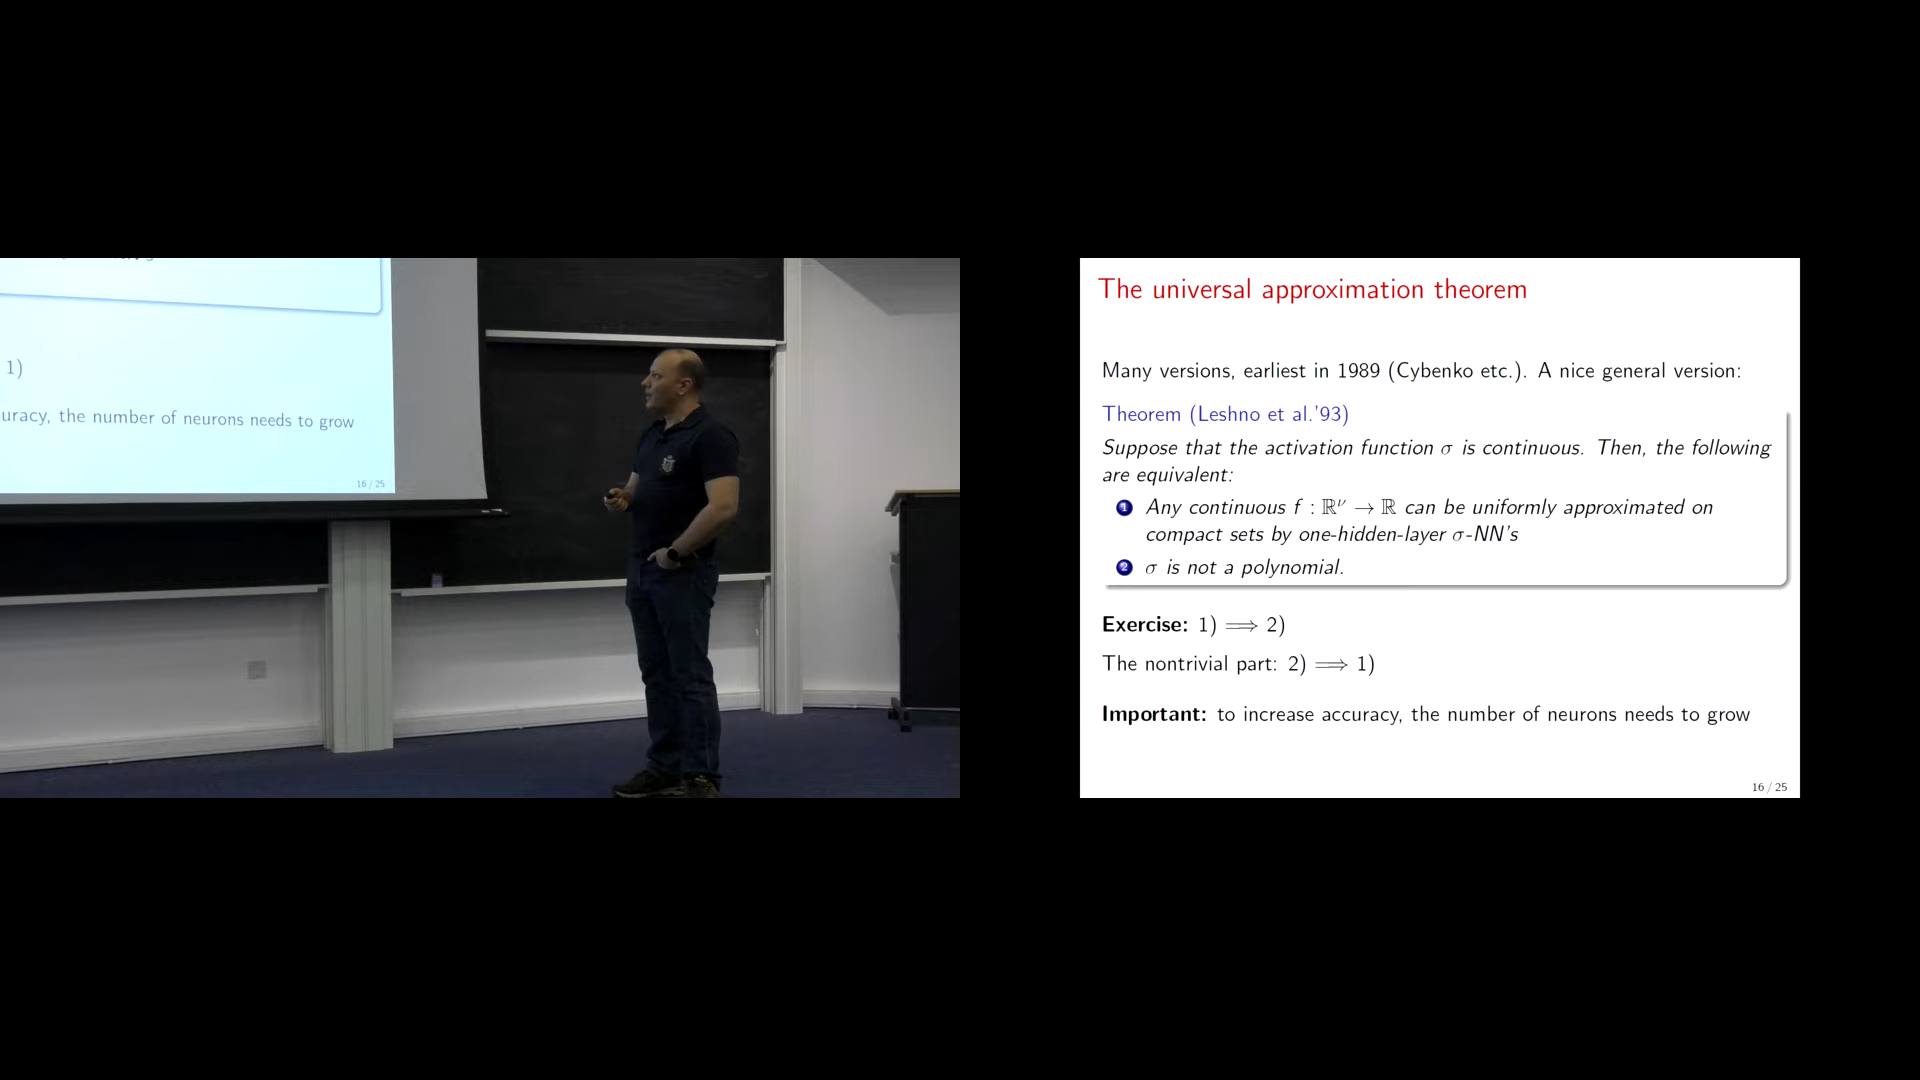 1)
uracy, the number of neurons needs to grow
16 / 25
The universal approximation theorem
Many versions, earliest in 1989 (Cybenko etc.). A nice general version:
Theorem (Leshno et al.'93)
Suppose that the activation function σ is continuous. Then, the following
are equivalent:
1 Any continuous f : ℝ^ν → ℝ can be uniformly approximated on
compact sets by one-hidden-layer σ-NN's
2 σ is not a polynomial.
Exercise: 1) ⟹ 2)
The nontrivial part: 2) ⟹ 1)
Important: to increase accuracy, the number of neurons needs to grow
16 / 25